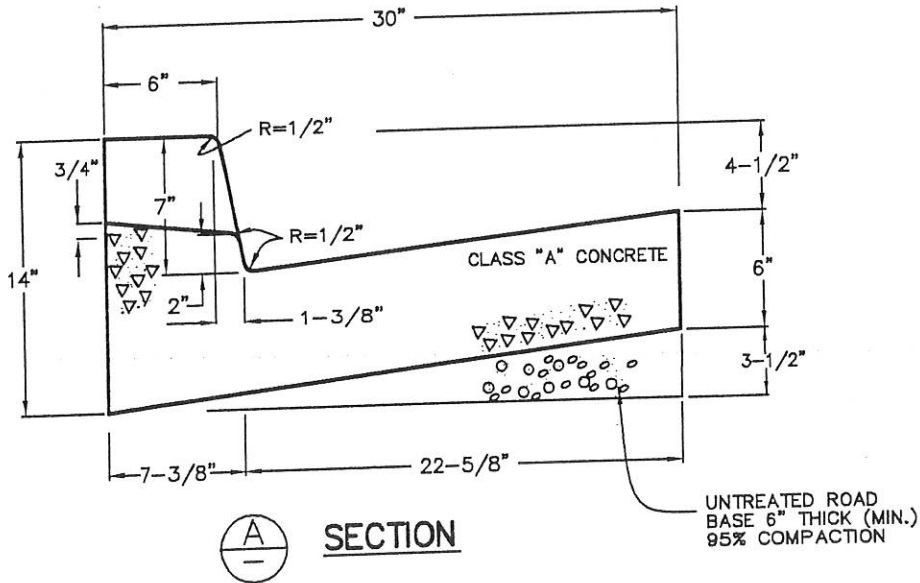 30"
6"
R=1/2"
3/4"
4-1/2"
7"
R=1/2"
CLASS "A" CONCRETE
14"
6"
2"
1-3/8"
3-1/2"
7-3/8"
22-5/8"
UNTREATED ROAD
BASE 6" THICK (MIN.)
95% COMPACTION
A
–
SECTION